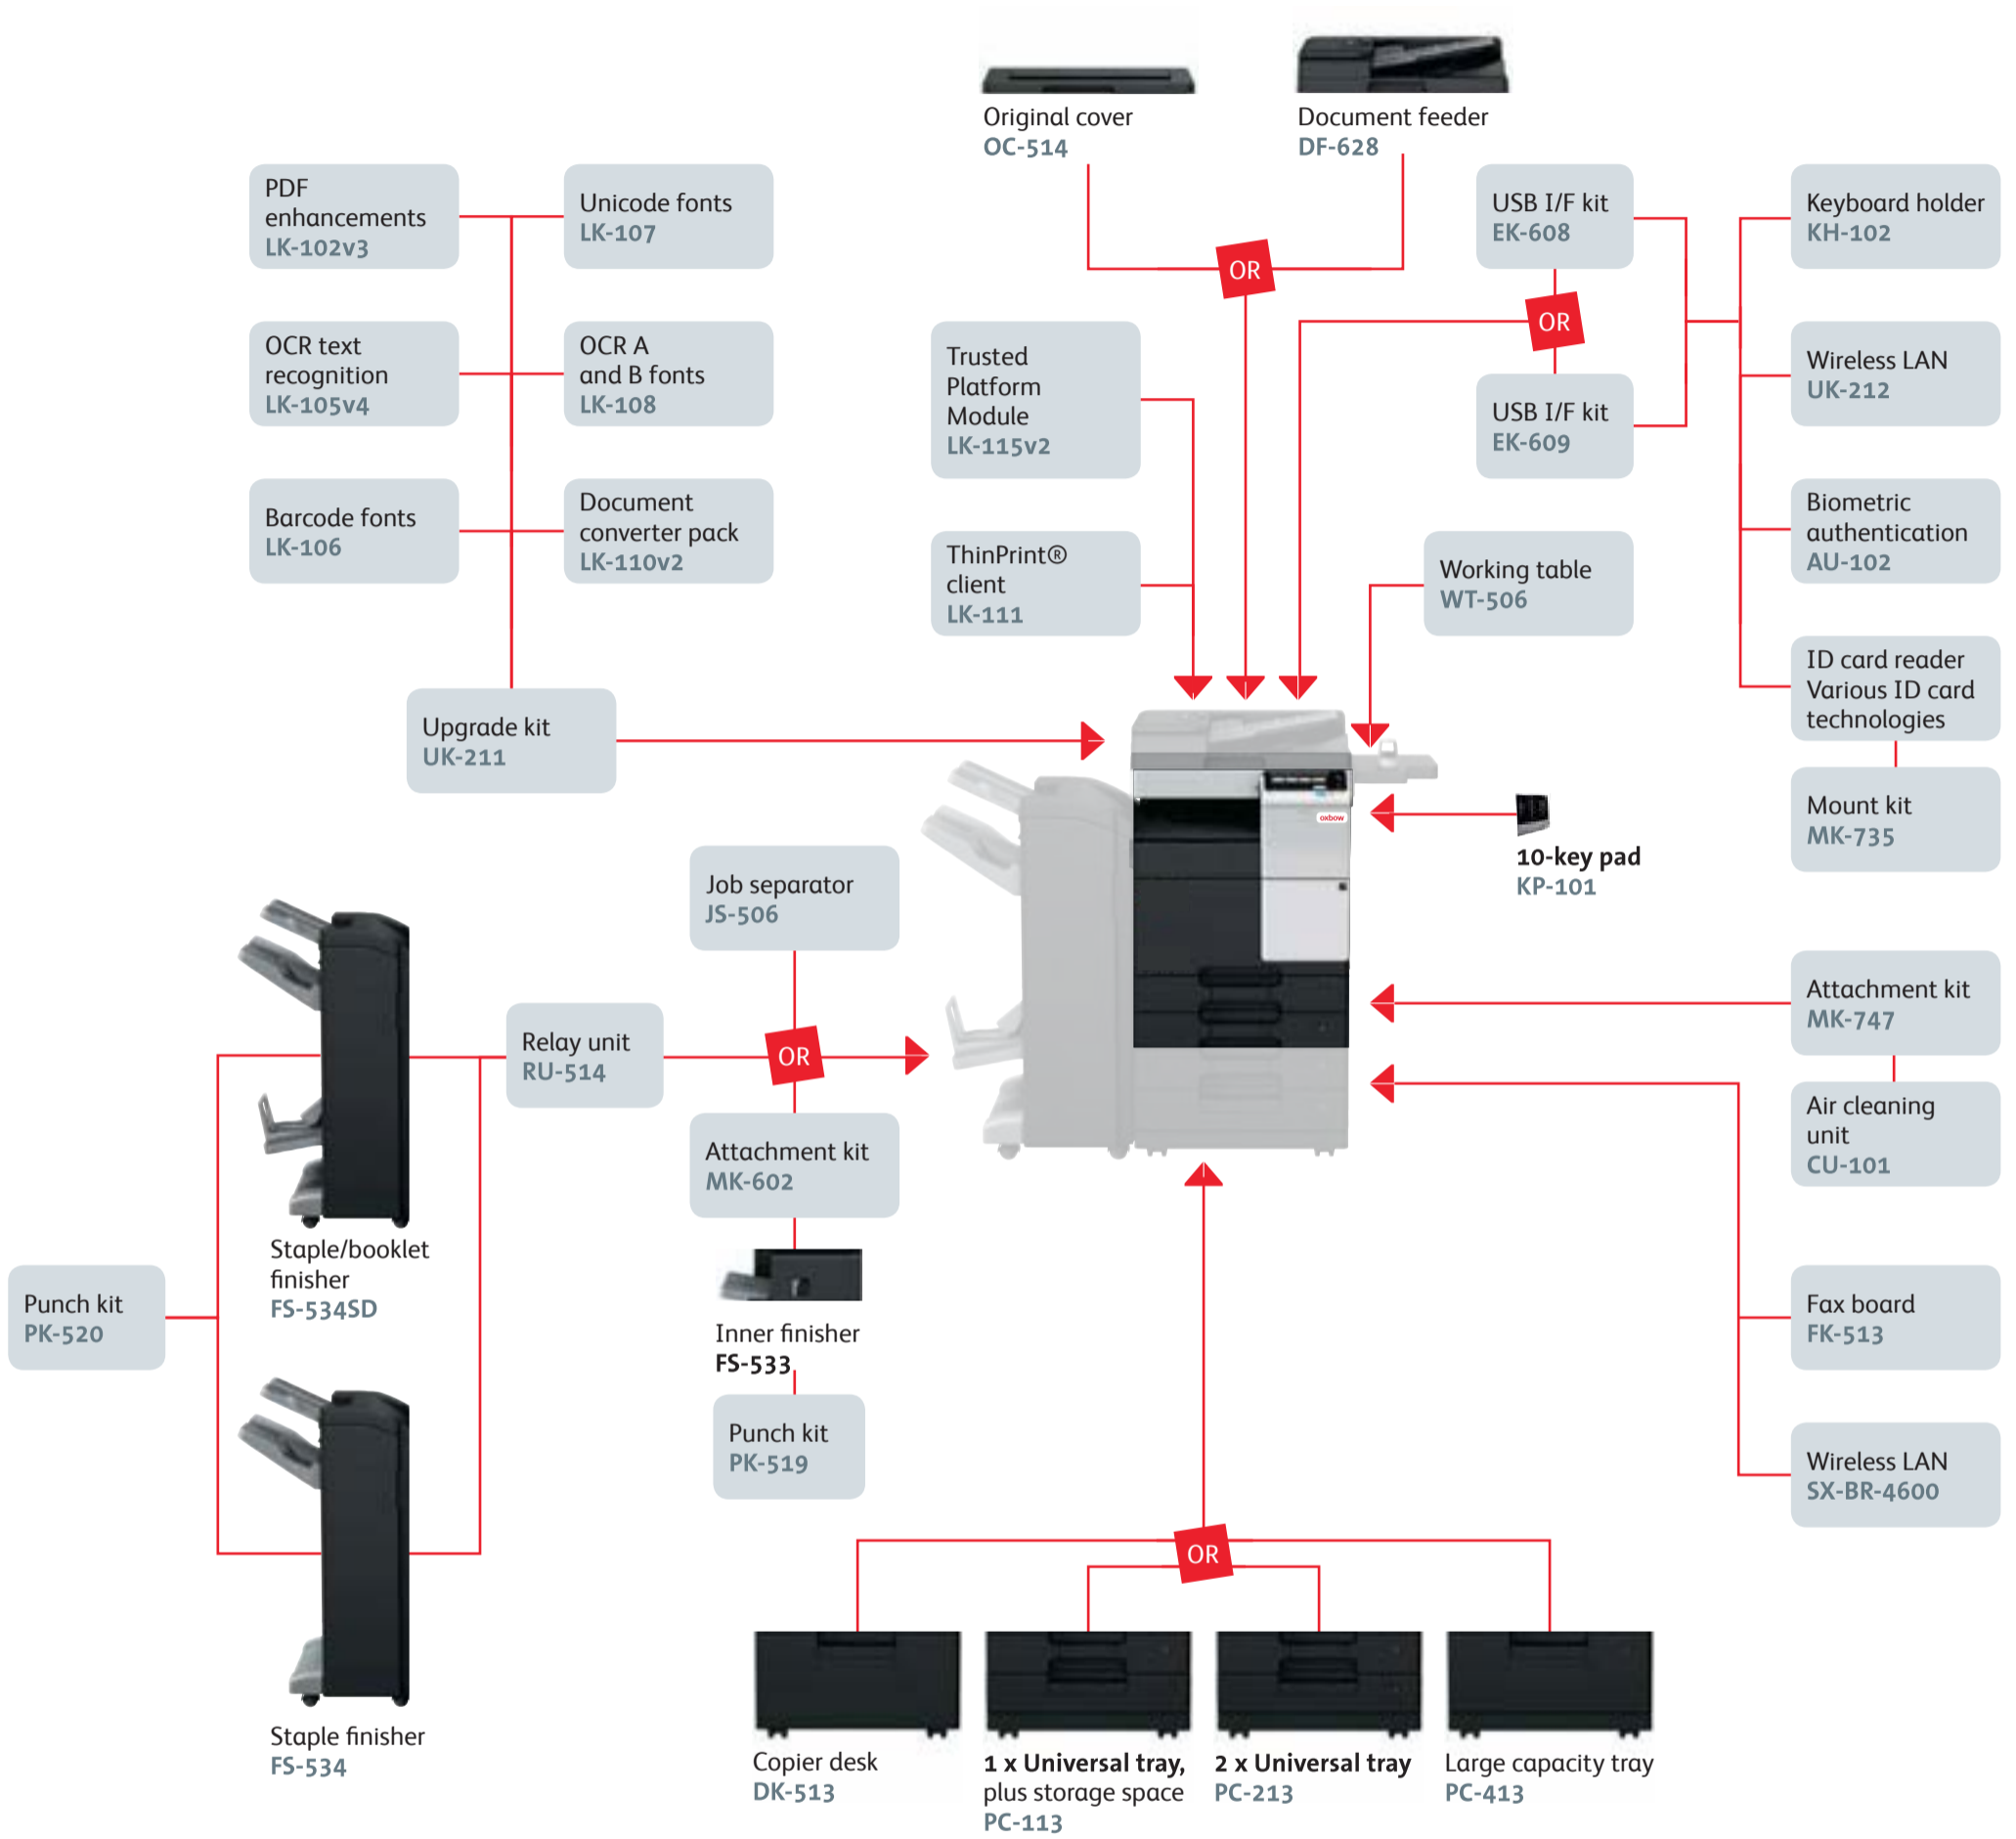 Original cover
OC-514
Document feeder
DF-628
PDF
enhancements
LK-102v3
Unicode fonts
LK-107
USB I/F kit
EK-608
Keyboard holder
KH-102
OR
OR
OCR text
recognition
LK-105v4
OCR A
and B fonts
LK-108
Trusted
Platform
Module
LK-115v2
Wireless LAN
UK-212
USB I/F kit
EK-609
Barcode fonts
LK-106
Document
converter pack
LK-110v2
ThinPrint®
client
LK-111
Working table
WT-506
Biometric
authentication
AU-102
ID card reader
Various ID card
technologies
Upgrade kit
UK-211
Mount kit
MK-735
oxbow
10-key pad
KP-101
Job separator
JS-506
Attachment kit
MK-747
Relay unit
RU-514
OR
Air cleaning
unit
CU-101
Attachment kit
MK-602
Staple/booklet
finisher
FS-534SD
Punch kit
PK-520
Inner finisher
FS-533
Fax board
FK-513
Punch kit
PK-519
Wireless LAN
SX-BR-4600
OR
Staple finisher
FS-534
Copier desk
DK-513
1 x Universal tray,
plus storage space
PC-113
2 x Universal tray
PC-213
Large capacity tray
PC-413